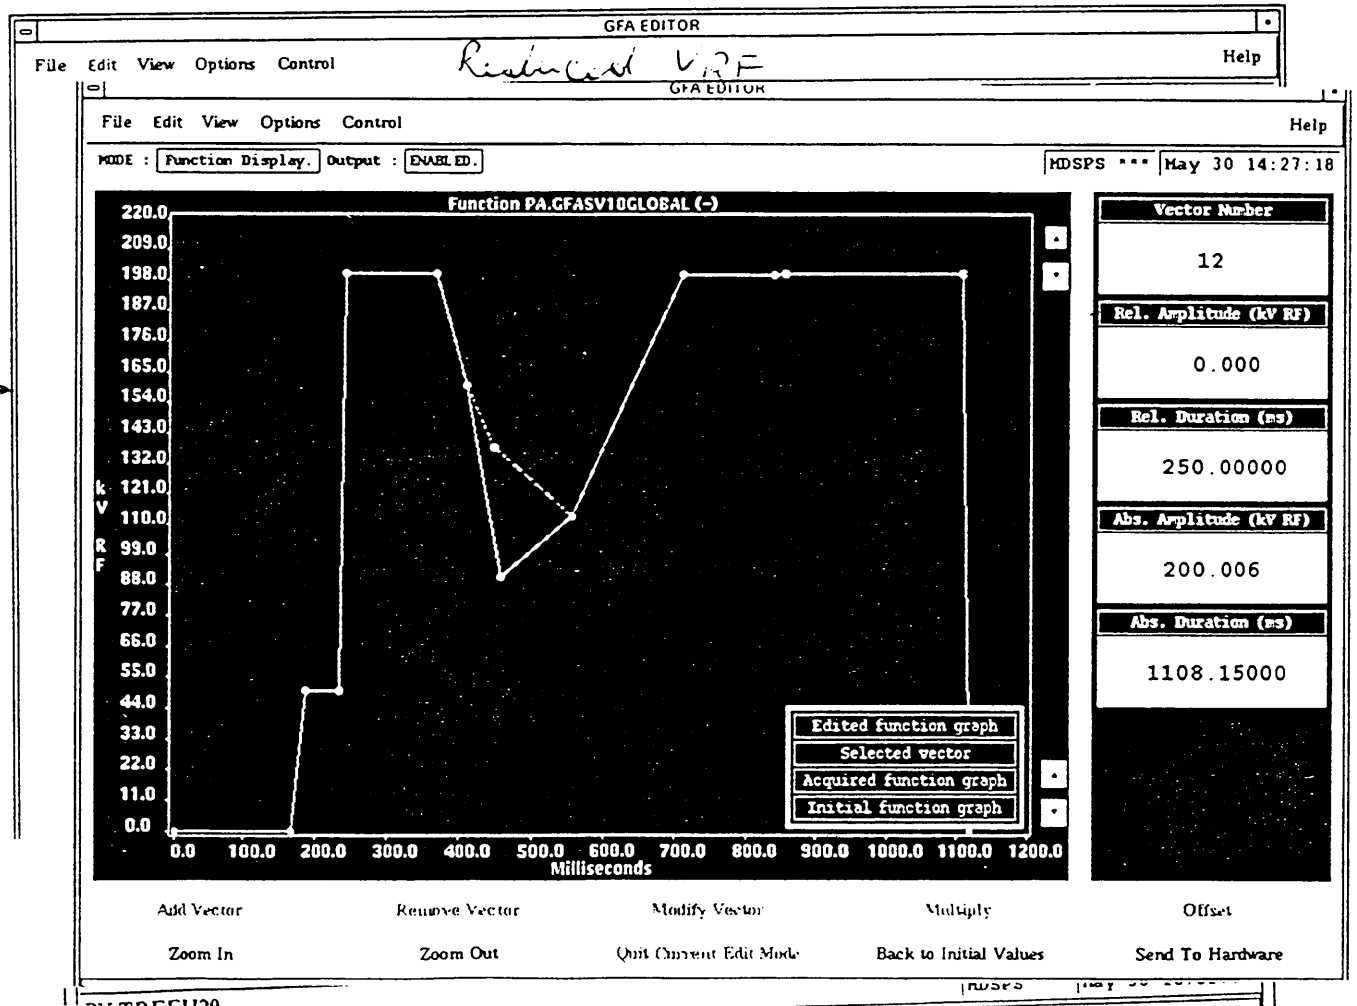 GFA EDITOR
File Edit View Options Control Reduced VRF Help
GFA EDITOR
File Edit View Options Control Help
MODE : Function Display. Output : ENABLED. MDSPS *** May 30 14:27:18
Function PA.GFASV10GLOBAL (-)
220.0
209.0
198.0
187.0
176.0
165.0
154.0
143.0
132.0
121.0
110.0
99.0
88.0
77.0
66.0
55.0
44.0
33.0
22.0
11.0
0.0
kV RF
0.0 100.0 200.0 300.0 400.0 500.0 600.0 700.0 800.0 900.0 1000.0 1100.0 1200.0
Milliseconds
Edited function graph
Selected vector
Acquired function graph
Initial function graph
Vector Number
12
Rel. Amplitude (kV RF)
0.000
Rel. Duration (ms)
250.00000
Abs. Amplitude (kV RF)
200.006
Abs. Duration (ms)
1108.15000
Add Vector Remove Vector Modify Vector Multiply Offset
Zoom In Zoom Out Quit Current Edit Mode Back to Initial Values Send To Hardware
MDSPS May 30